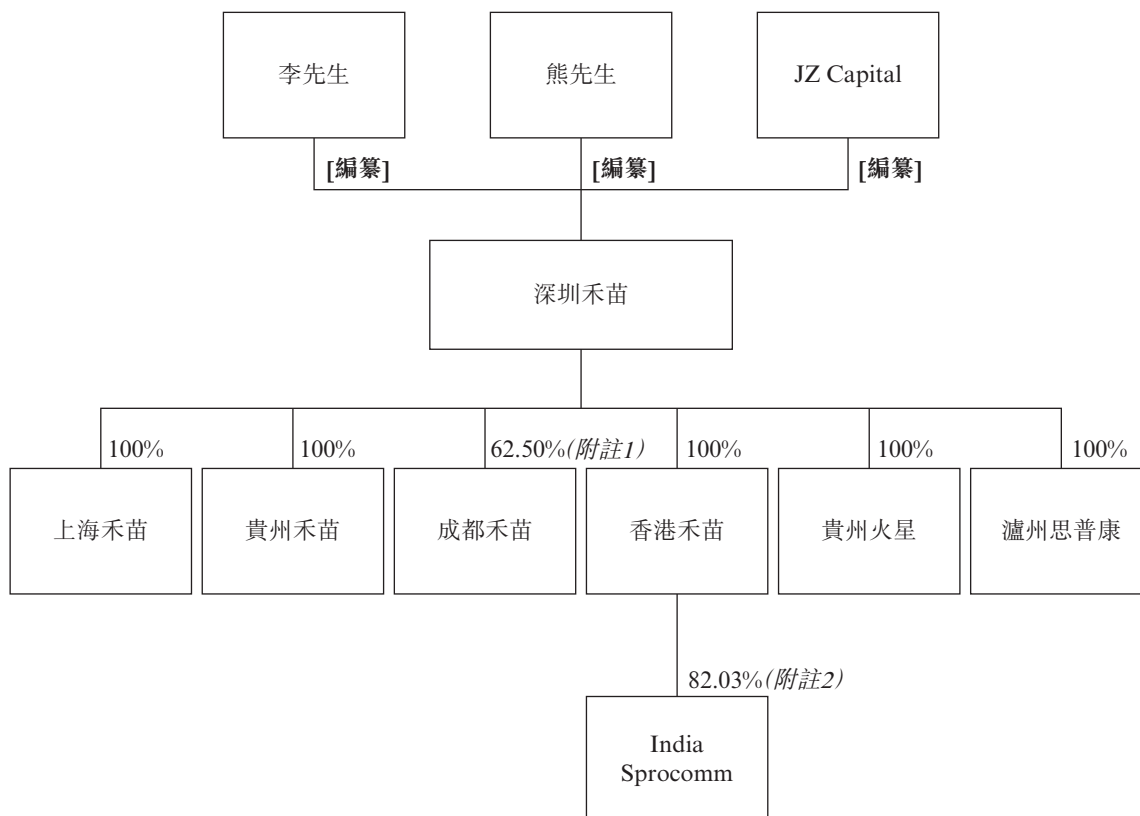 李先生
熊先生
JZ Capital
[編纂]
[編纂]
[編纂]
深圳禾苗
100%
100%
62.50%(附註1)
100%
100%
100%
上海禾苗
貴州禾苗
成都禾苗
香港禾苗
貴州火星
瀘州思普康
82.03%(附註2)
India
Sprocomm